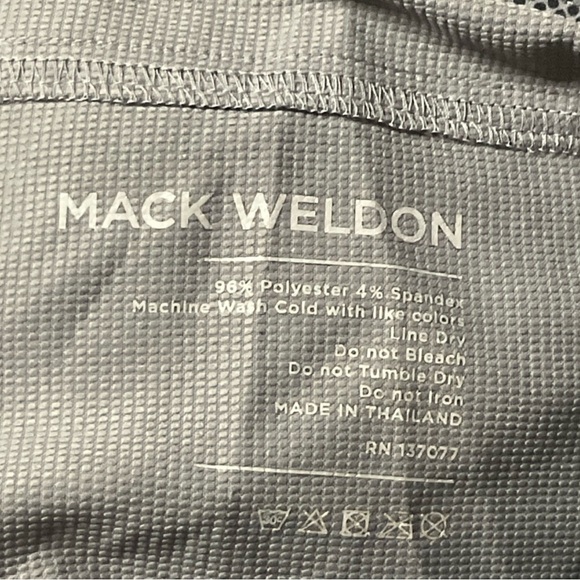 MACK WELDON
96% Polyester 4% Spandex
Machine Wash Cold with like colors
Line Dry
Do not Bleach
Do not Tumble Dry
Do not Iron
MADE IN THAILAND
RN 137077